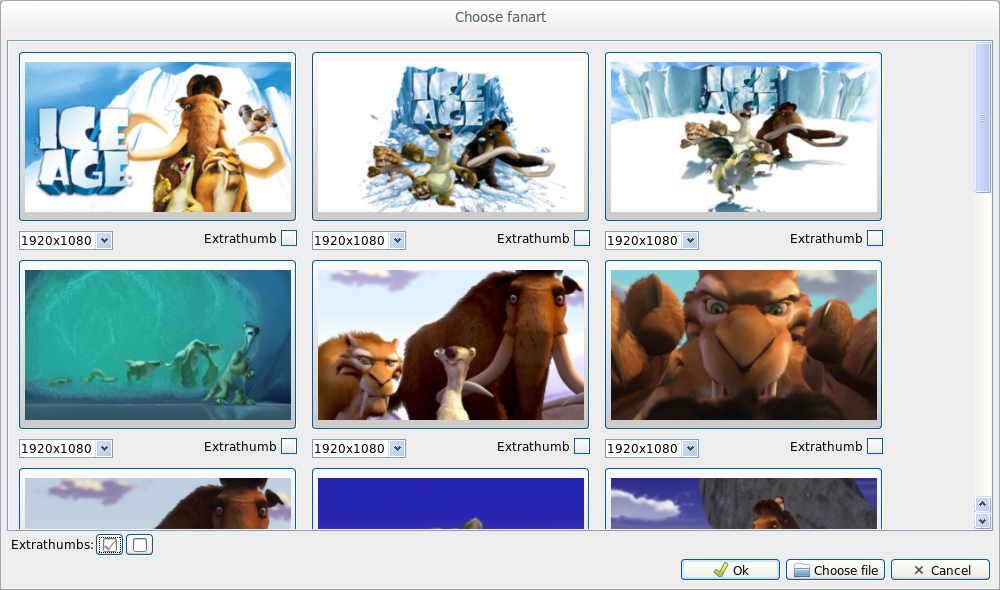 Choose fanart
ICE
AGE
ICE
AGE
ICE
AGE
1920x1080
Extrathumb
1920x1080
Extrathumb
1920x1080
Extrathumb
1920x1080
Extrathumb
1920x1080
Extrathumb
1920x1080
Extrathumb
Extrathumbs:
Ok
Choose file
Cancel